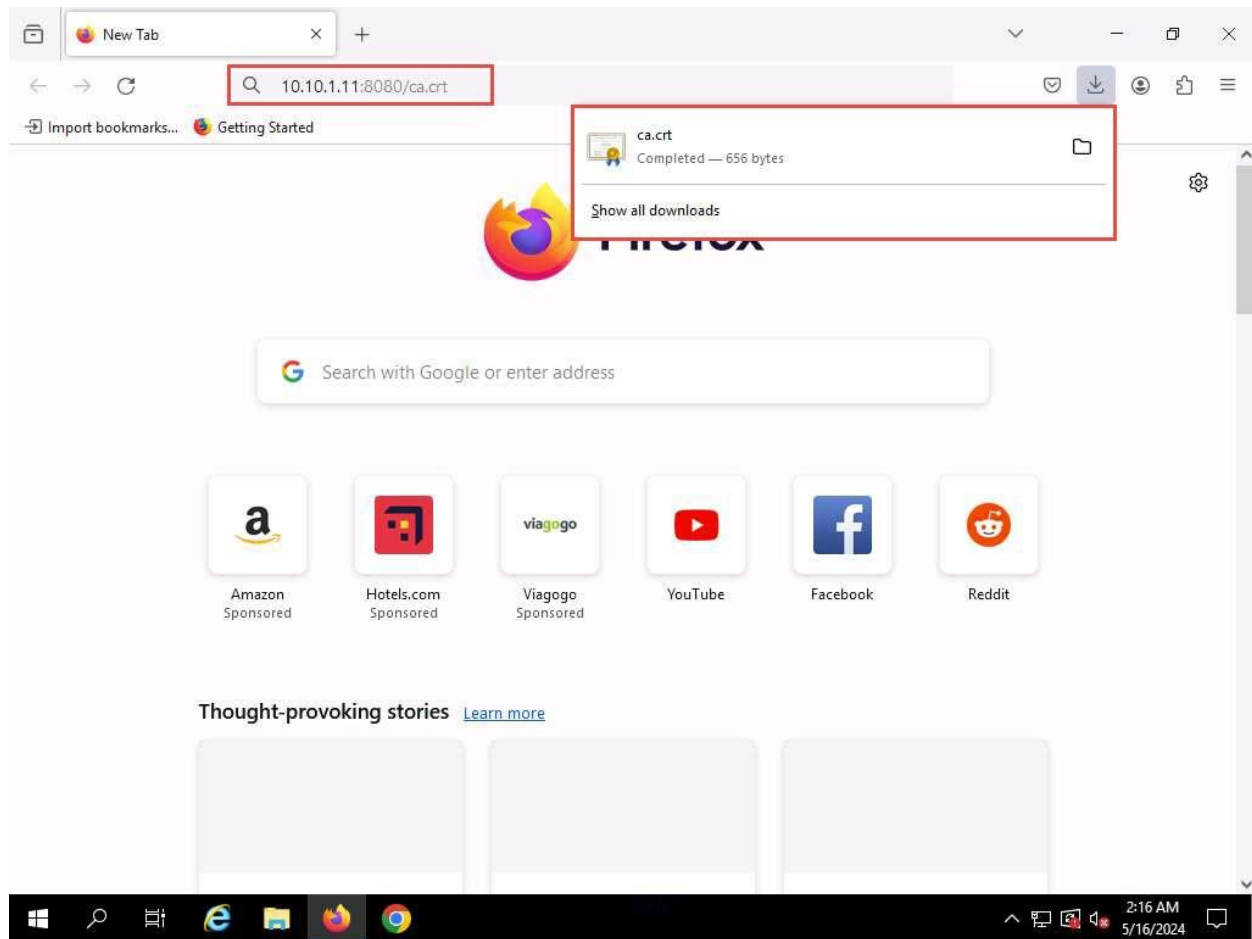 New Tab
10.10.1.11:8080/ca.crt
Import bookmarks... Getting Started
ca.crt
Completed — 656 bytes
Show all downloads
Firefox
Search with Google or enter address
a
viagogo
Amazon
Sponsored
Hotels.com
Sponsored
Viagogo
Sponsored
YouTube
Facebook
Reddit
Thought-provoking stories Learn more
2:16 AM
5/16/2024